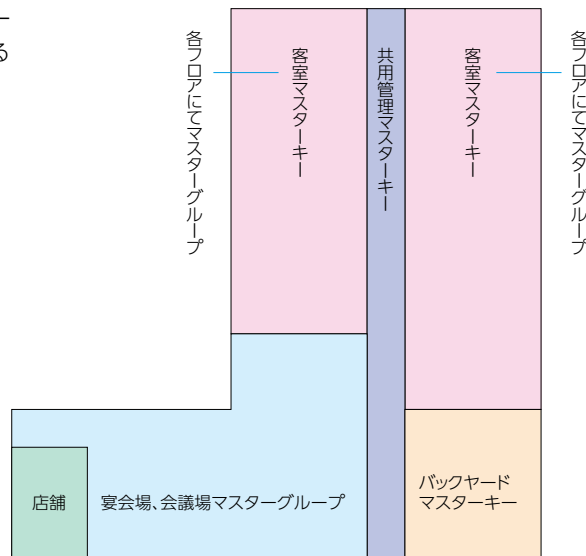 ー
る
各フロアにてマスターグループ
客室マスターキー
共用管理マスターキー
客室マスターキー
各フロアにてマスターグループ
店舗
宴会場、会議場マスターグループ
バックヤード
マスターキー